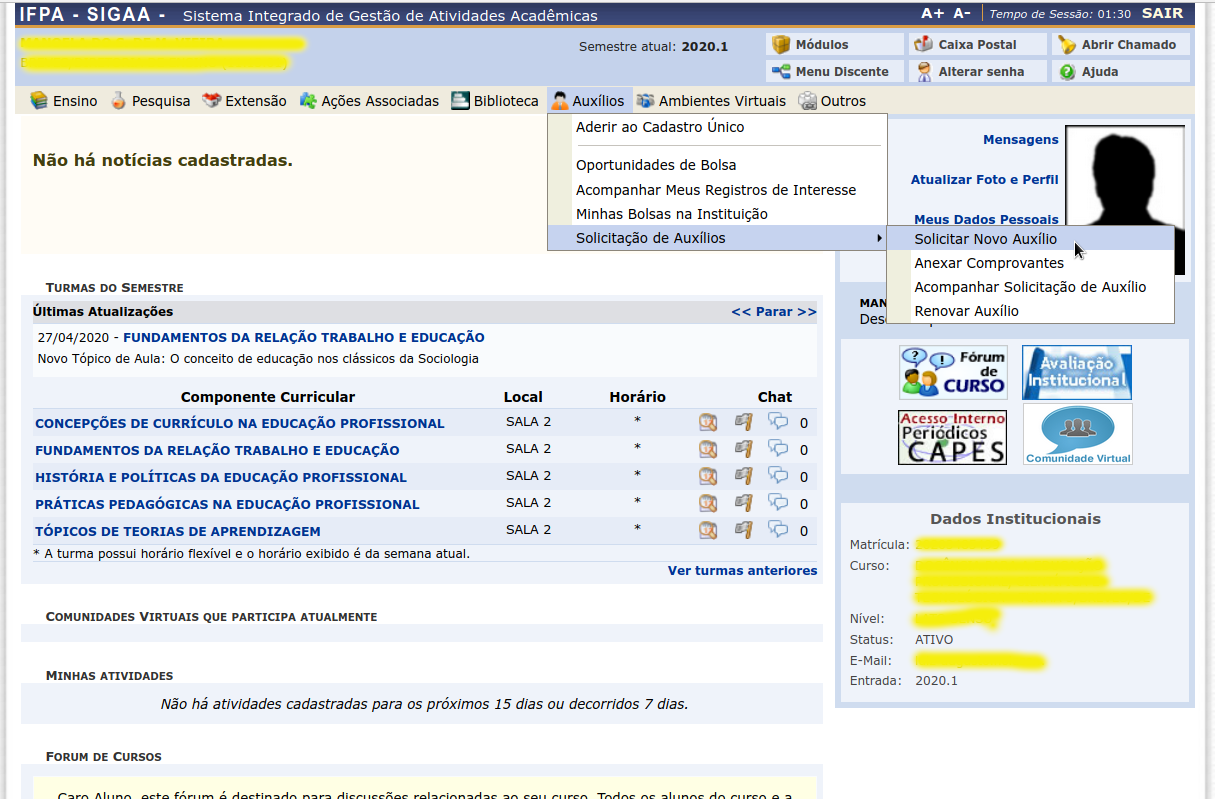 IFPA - SIGAA - Sistema Integrado de Gestão de Atividades Acadêmicas
A+ A- Tempo de Sessão: 01:30 SAIR
Semestre atual: 2020.1
Módulos Caixa Postal Abrir Chamado
Menu Discente Alterar senha Ajuda
Ensino Pesquisa Extensão Ações Associadas Biblioteca Auxílios Ambientes Virtuais Outros
Aderir ao Cadastro Único
Oportunidades de Bolsa
Acompanhar Meus Registros de Interesse
Minhas Bolsas na Instituição
Solicitação de Auxílios
Solicitar Novo Auxílio
Anexar Comprovantes
Acompanhar Solicitação de Auxílio
Renovar Auxílio
Não há notícias cadastradas.
Mensagens
Atualizar Foto e Perfil
Meus Dados Pessoais
TURMAS DO SEMESTRE
Últimas Atualizações << Parar >>
27/04/2020 - FUNDAMENTOS DA RELAÇÃO TRABALHO E EDUCAÇÃO
Novo Tópico de Aula: O conceito de educação nos clássicos da Sociologia
Componente Curricular Local Horário Chat
CONCEPÇÕES DE CURRÍCULO NA EDUCAÇÃO PROFISSIONAL SALA 2 * 0
FUNDAMENTOS DA RELAÇÃO TRABALHO E EDUCAÇÃO SALA 2 * 0
HISTÓRIA E POLÍTICAS DA EDUCAÇÃO PROFISSIONAL SALA 2 * 0
PRÁTICAS PEDAGÓGICAS NA EDUCAÇÃO PROFISSIONAL SALA 2 * 0
TÓPICOS DE TEORIAS DE APRENDIZAGEM SALA 2 * 0
* A turma possui horário flexível e o horário exibido é da semana atual.
Ver turmas anteriores
COMUNIDADES VIRTUAIS QUE PARTICIPA ATUALMENTE
MINHAS ATIVIDADES
Não há atividades cadastradas para os próximos 15 dias ou decorridos 7 dias.
FORUM DE CURSOS
Caro Aluno, este fórum é destinado para discussões relacionadas ao seu curso. Todos os alunos do curso e a
Fórum de CURSO
Avaliação Institucional
Acesso Interno Periódicos CAPES
Comunidade Virtual
Dados Institucionais
Matrícula:
Curso:
Nível:
Status: ATIVO
E-Mail:
Entrada: 2020.1